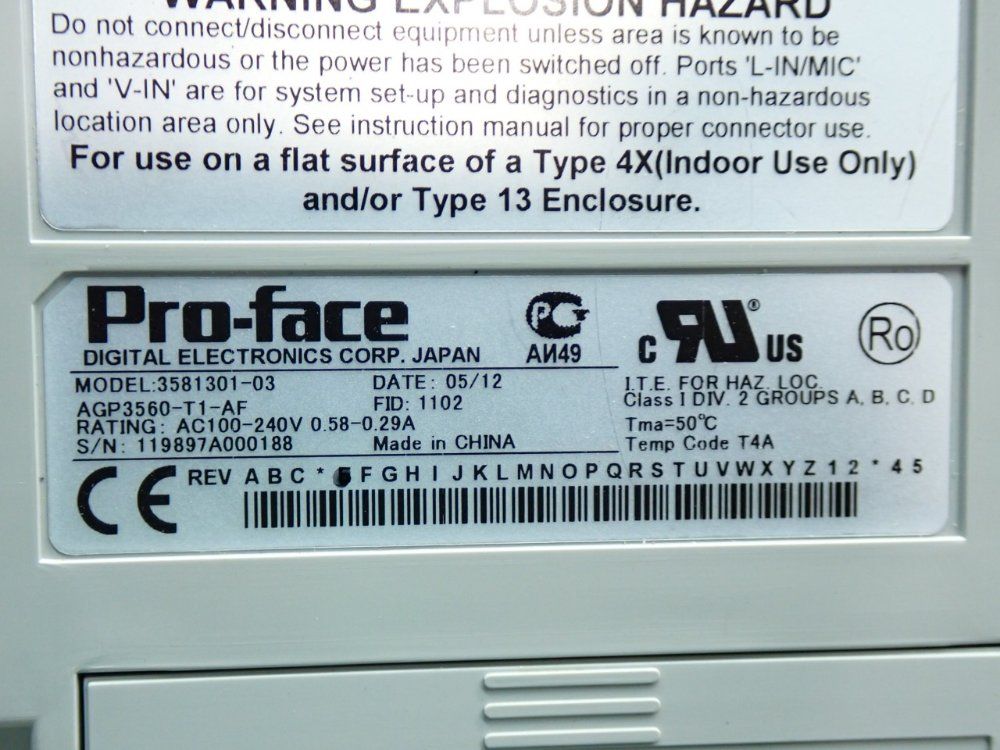 WARNING EXPLOSION HAZARD
Do not connect/disconnect equipment unless area is known to be
nonhazardous or the power has been switched off. Ports 'L-IN/MIC'
and 'V-IN' are for system set-up and diagnostics in a non-hazardous
location area only. See instruction manual for proper connector use.
For use on a flat surface of a Type 4X(Indoor Use Only)
and/or Type 13 Enclosure.
Pro-face
DIGITAL ELECTRONICS CORP. JAPAN
MODEL:3581301-03 DATE: 05/12
AGP3560-T1-AF FID: 1102
RATING: AC100-240V 0.58-0.29A
S/N: 119897A000188 Made in CHINA
РСТ
АИ49
c RU ® US
Ro
I.T.E. FOR HAZ. LOC.
Class I DIV. 2 GROUPS A, B, C, D
Tma=50℃
Temp Code T4A
CE
REV A B C * F G H I J K L M N O P Q R S T U V W X Y Z 1 2 * 4 5